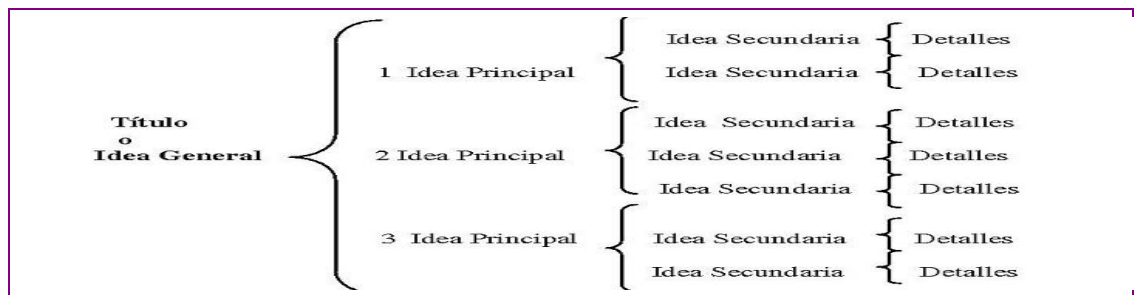 Idea Secundaria Detalles
1 Idea Principal
Idea Secundaria Detalles
Título
o
Idea General
Idea Secundaria Detalles
2 Idea Principal Idea Secundaria Detalles
Idea Secundaria Detalles
3 Idea Principal Idea Secundaria Detalles
Idea Secundaria Detalles